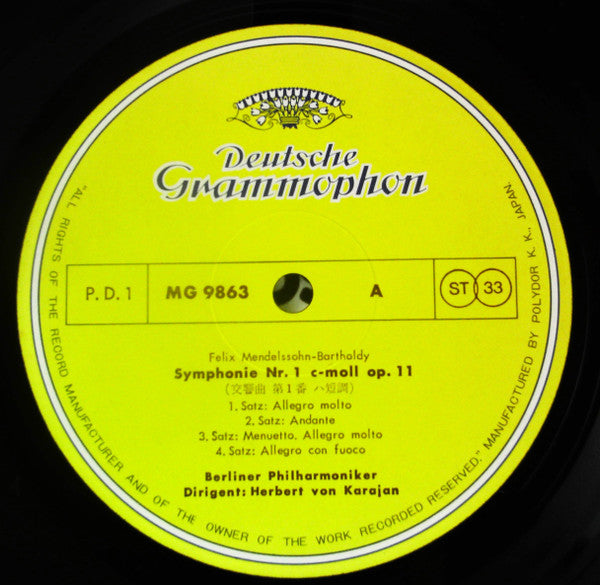 Deutsche
Grammophon
P.D.1 MG 9863 A ST 33
Felix Mendelssohn-Bartholdy
Symphonie Nr.1 c-moll op.11
(交響曲 第1番 ハ短調)
1.Satz: Allegro molto
2.Satz: Andante
3.Satz: Menuetto. Allegro molto
4.Satz: Allegro con fuoco
Berliner Philharmoniker
Dirigent: Herbert von Karajan
"ALL RIGHTS OF THE RECORD MANUFACTURER AND OF THE OWNER OF THE WORK RECORDED RESERVED." MANUFACTURED BY POLYDOR K. K., JAPAN.